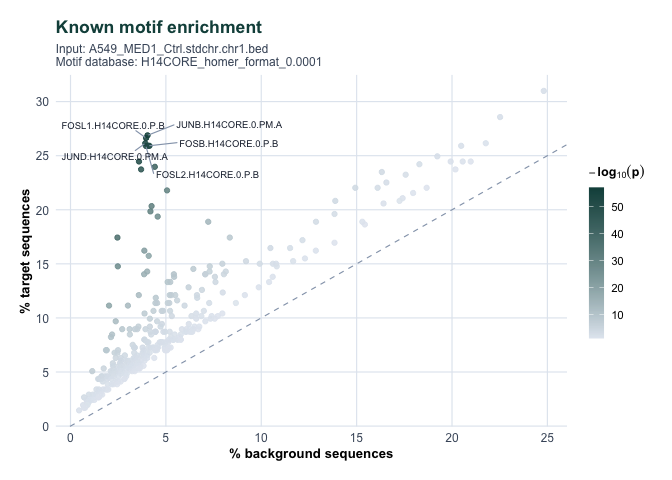 Known motif enrichment
Input: A549_MED1_Ctrl.stdchr.chr1.bed
Motif database: H14CORE_homer_format_0.0001
% target sequences
30
25
20
15
10
5
0
FOSL1.H14CORE.0.P.B
JUNB.H14CORE.0.PM.A
FOSB.H14CORE.0.P.B
JUND.H14CORE.0.PM.A
FOSL2.H14CORE.0.P.B
0
5
10
15
20
25
% background sequences
−log₁₀(p)
50
40
30
20
10